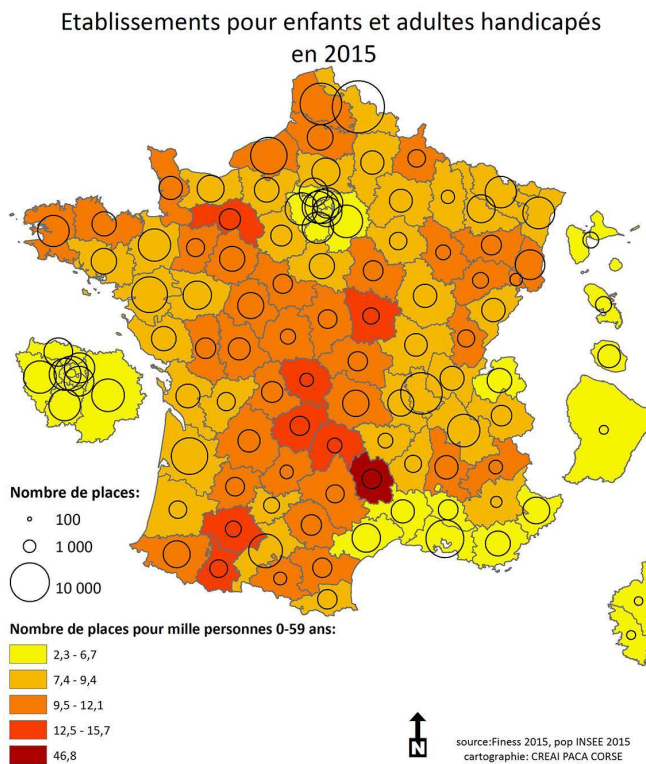 Etablissements pour enfants et adultes handicapés
en 2015
Nombre de places:
100
1 000
10 000
Nombre de places pour mille personnes 0-59 ans:
2,3 - 6,7
7,4 - 9,4
9,5 - 12,1
12,5 - 15,7
46,8
N
source:Finess 2015, pop INSEE 2015
cartographie: CREAI PACA CORSE